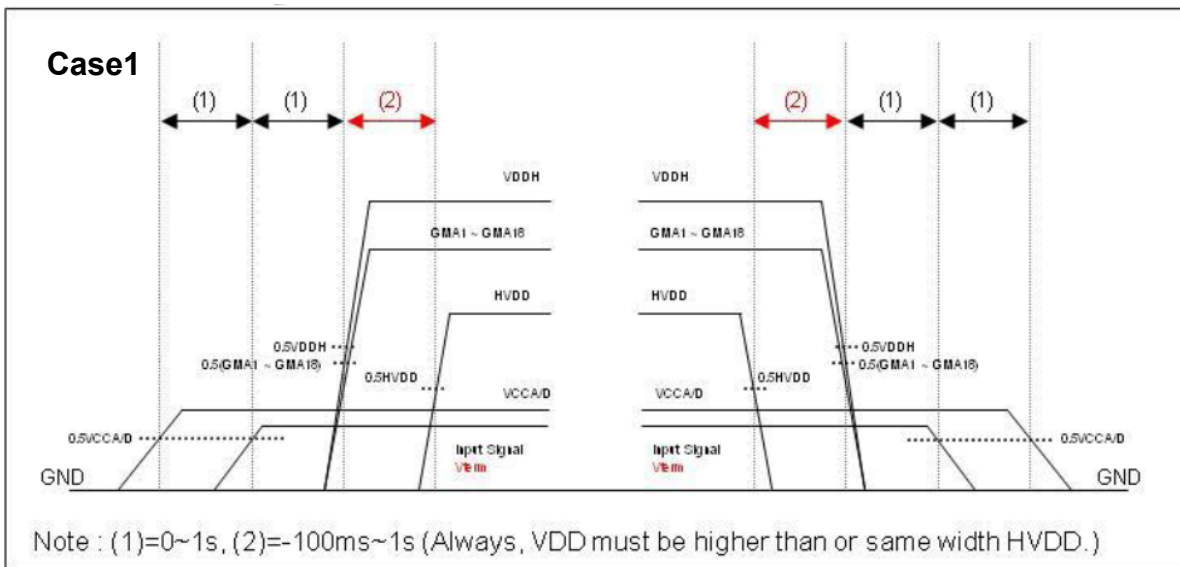 Case1
(1) (1) (2) (2) (1) (1)
VDDH VDDH
GMA1 ~ GMA18 GMA1 ~ GMA18
HVDD HVDD
0.5VDDH 0.5VDDH
0.5(GMA1 ~ GMA18) 0.5(GMA1 ~ GMA18)
0.5HVDD 0.5HVDD
VCCA/D VCCA/D
0.5VCCA/D 0.5VCCA/D
Input Signal Input Signal
Vterm Vterm
GND GND
Note : (1)=0~1s, (2)=-100ms~1s (Always, VDD must be higher than or same width HVDD.)